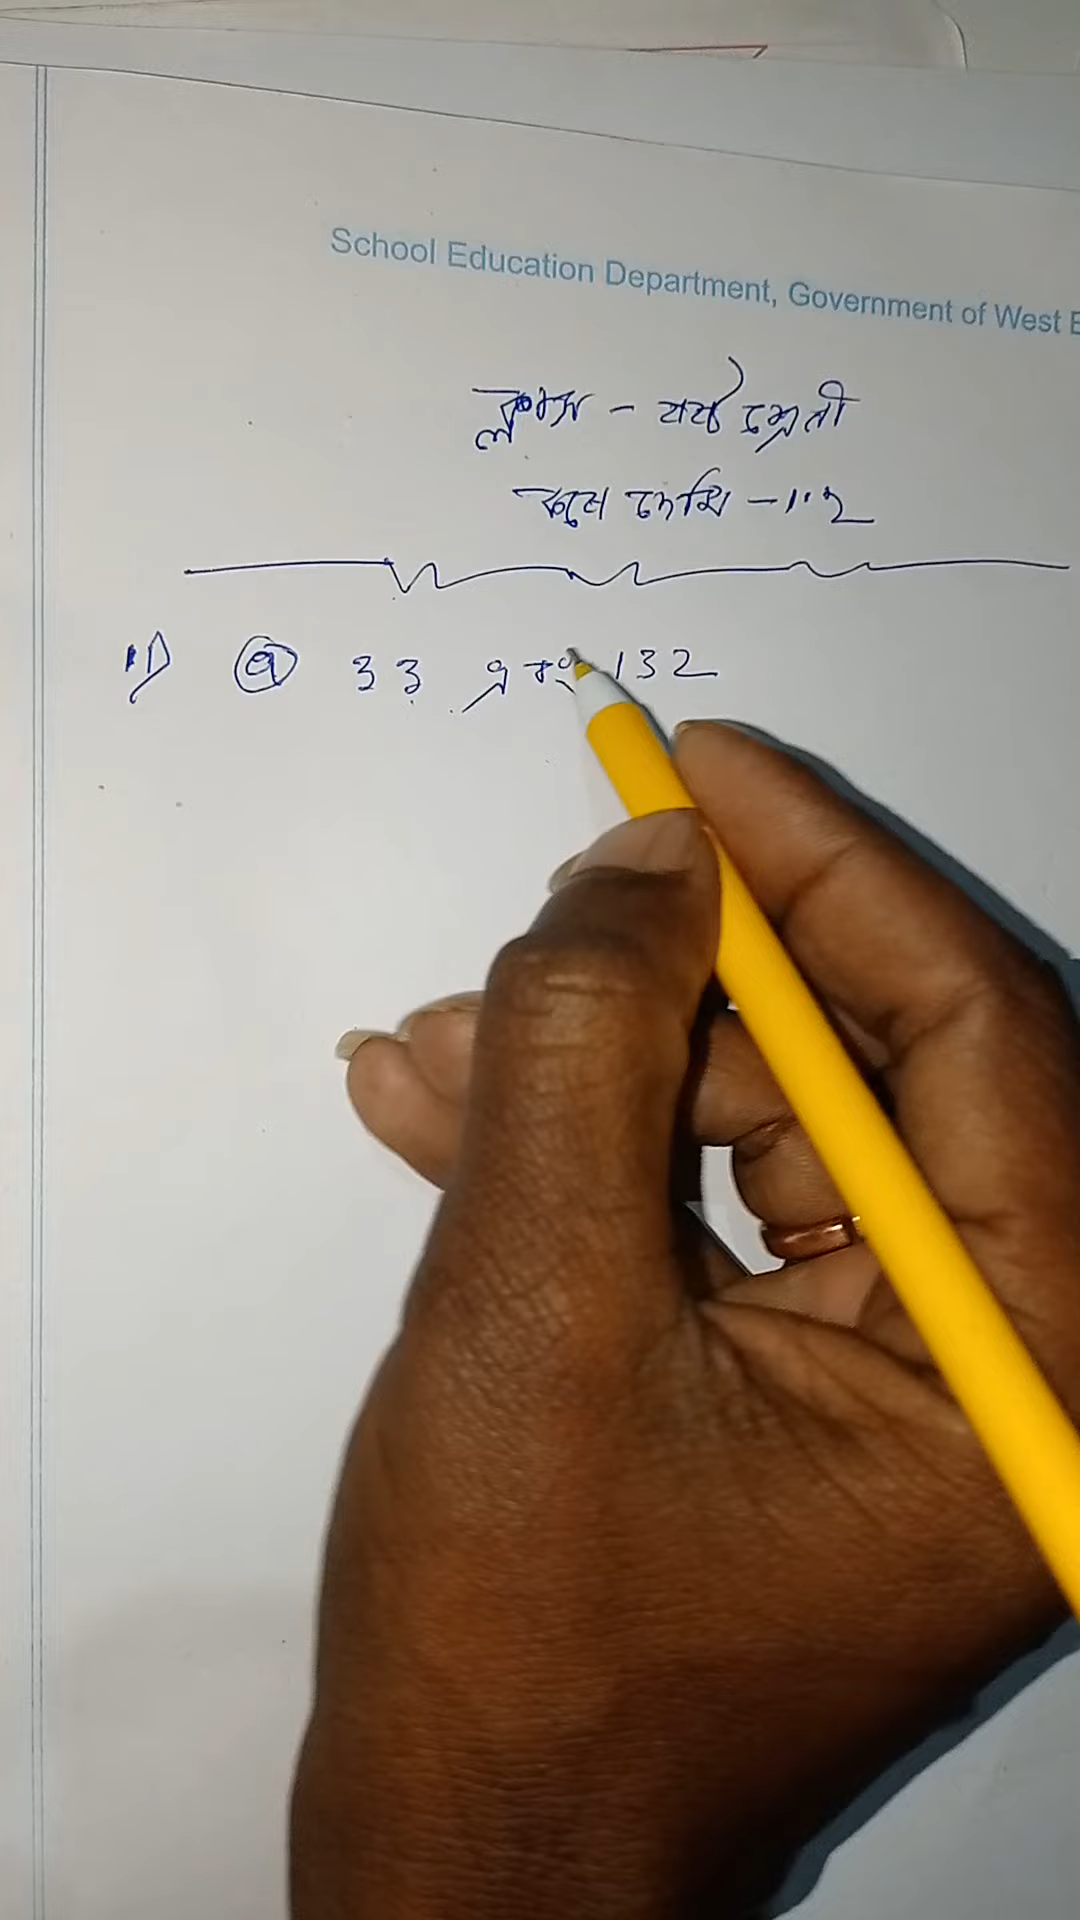 School Education Department, Government of West B
ক্লাস - ষষ্ঠ শ্রেণী
কষে দেখি - 1.2
1) (a) 33 এবং 132